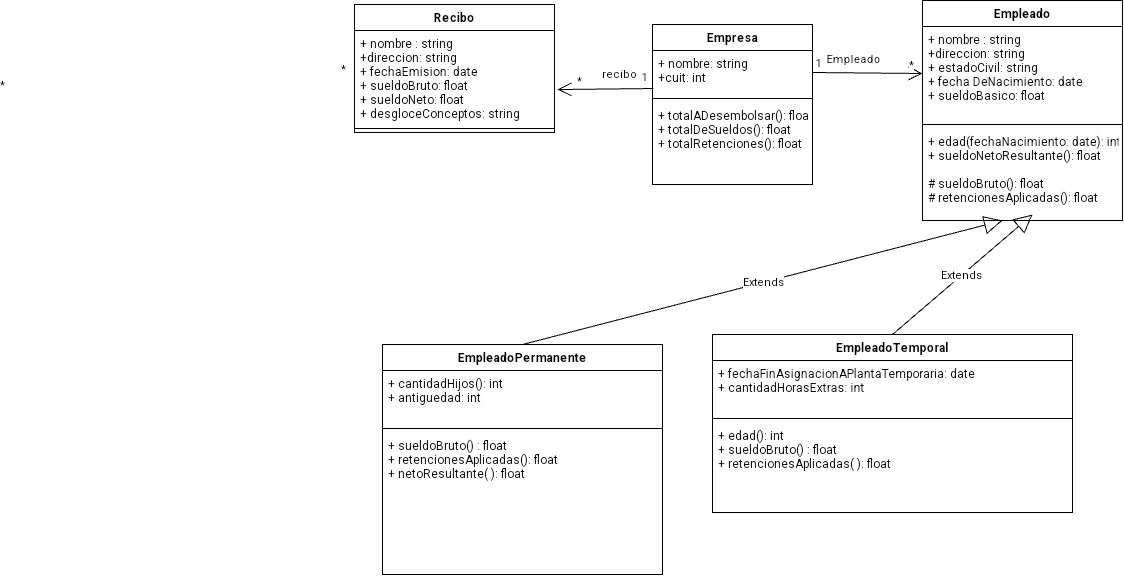 Recibo
+ nombre : string
+direccion: string
+ fechaEmision: date
+ sueldoBruto: float
+ sueldoNeto: float
+ desgloceConceptos: string
*
*
* recibo 1
Empresa
+ nombre: string
+cuit: int
+ totalADesembolsar(): floa
+ totalDeSueldos(): float
+ totalRetenciones(): float
1 Empleado .*
Empleado
+ nombre : string
+direccion: string
+ estadoCivil: string
+ fecha DeNacimiento: date
+ sueldoBasico: float
+ edad(fechaNacimiento: date): int
+ sueldoNetoResultante(): float
# sueldoBruto(): float
# retencionesAplicadas(): float
Extends
Extends
EmpleadoPermanente
+ cantidadHijos(): int
+ antiguedad: int
+ sueldoBruto() : float
+ retencionesAplicadas(): float
+ netoResultante( ): float
EmpleadoTemporal
+ fechaFinAsignacionAPlantaTemporaria: date
+ cantidadHorasExtras: int
+ edad(): int
+ sueldoBruto() : float
+ retencionesAplicadas( ): float